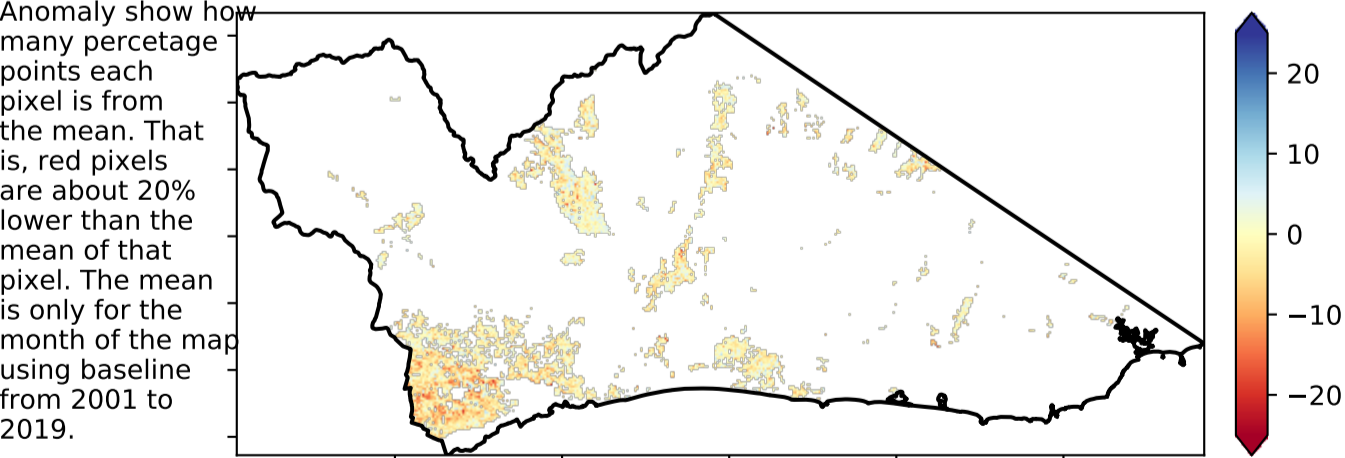 Anomaly show how
many percetage
points each
pixel is from
the mean. That
is, red pixels
are about 20%
lower than the
mean of that
pixel. The mean
is only for the
month of the map
using baseline
from 2001 to
2019.
20
10
0
−10
−20